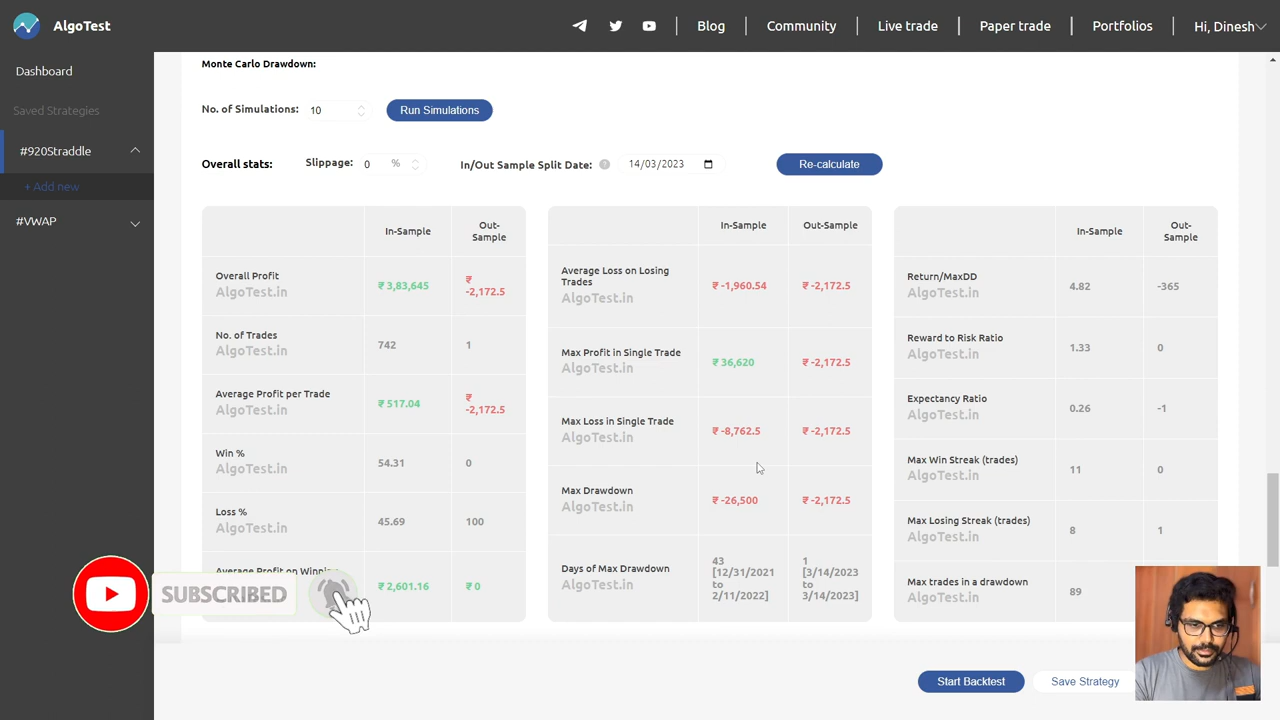 AlgoTest
Blog
Community
Live trade
Paper trade
Portfolios
Hi, Dinesh
Dashboard
Saved Strategies
#920Straddle
+ Add new
#VWAP
Monte Carlo Drawdown:
No. of Simulations: 10 Run Simulations
Overall stats: Slippage: 0 % In/Out Sample Split Date: ? 14/03/2023 Re-calculate
In-Sample
Out-
Sample
Overall Profit
AlgoTest.in
₹ 3,83,645
₹
-2,172.5
No. of Trades
AlgoTest.in
742
1
Average Profit per Trade
AlgoTest.in
₹ 517.04
₹
-2,172.5
Win %
AlgoTest.in
54.31
0
Loss %
AlgoTest.in
45.69
100
Average Profit on Winning
₹ 2,601.16
₹ 0
In-Sample
Out-Sample
Average Loss on Losing
Trades
AlgoTest.in
₹ -1,960.54
₹ -2,172.5
Max Profit in Single Trade
AlgoTest.in
₹ 36,620
₹ -2,172.5
Max Loss in Single Trade
AlgoTest.in
₹ -8,762.5
₹ -2,172.5
Max Drawdown
AlgoTest.in
₹ -26,500
₹ -2,172.5
Days of Max Drawdown
AlgoTest.in
43
[12/31/2021
to
2/11/2022]
1
[3/14/2023
to
3/14/2023]
In-Sample
Out-
Sample
Return/MaxDD
AlgoTest.in
4.82
-365
Reward to Risk Ratio
AlgoTest.in
1.33
0
Expectancy Ratio
AlgoTest.in
0.26
-1
Max Win Streak (trades)
AlgoTest.in
11
0
Max Losing Streak (trades)
AlgoTest.in
8
1
Max trades in a drawdown
AlgoTest.in
89
SUBSCRIBED
Start Backtest
Save Strategy